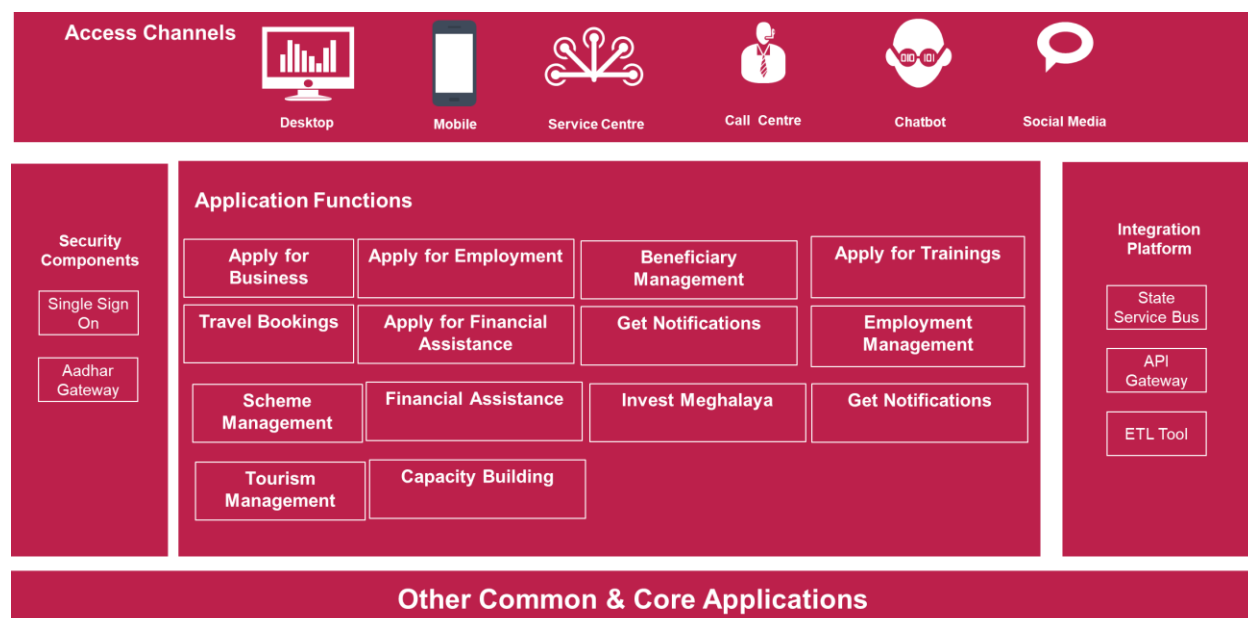 Access Channels
Desktop
Mobile
Service Centre
Call Centre
010 101
Chatbot
Social Media
Security
Components
Single Sign
On
Aadhar
Gateway
Application Functions
Apply for
Business
Apply for Employment
Beneficiary
Management
Apply for Trainings
Travel Bookings
Apply for Financial
Assistance
Get Notifications
Employment
Management
Scheme
Management
Financial Assistance
Invest Meghalaya
Get Notifications
Tourism
Management
Capacity Building
Integration
Platform
State
Service Bus
API
Gateway
ETL Tool
Other Common & Core Applications